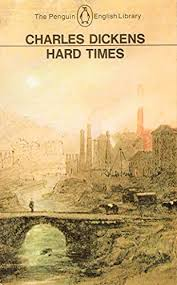 The Penguin English Library
CHARLES DICKENS
HARD TIMES